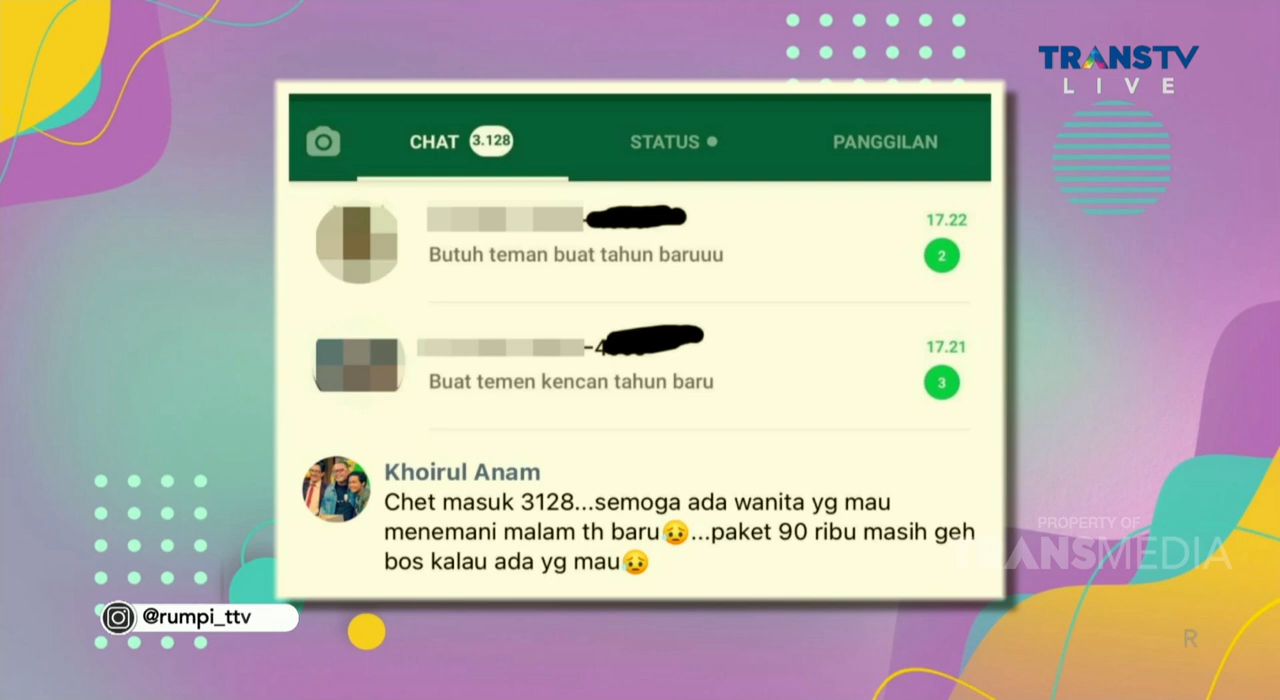 TRANSTV
LIVE
CHAT 3.128 STATUS PANGGILAN
17.22
Butuh teman buat tahun baruuu
2
17.21
Buat temen kencan tahun baru
3
Khoirul Anam
Chet masuk 3128...semoga ada wanita yg mau
menemani malam th baru😥...paket 90 ribu masih geh
bos kalau ada yg mau😥
PROPERTY OF
TRANSMEDIA
@rumpi_ttv
R